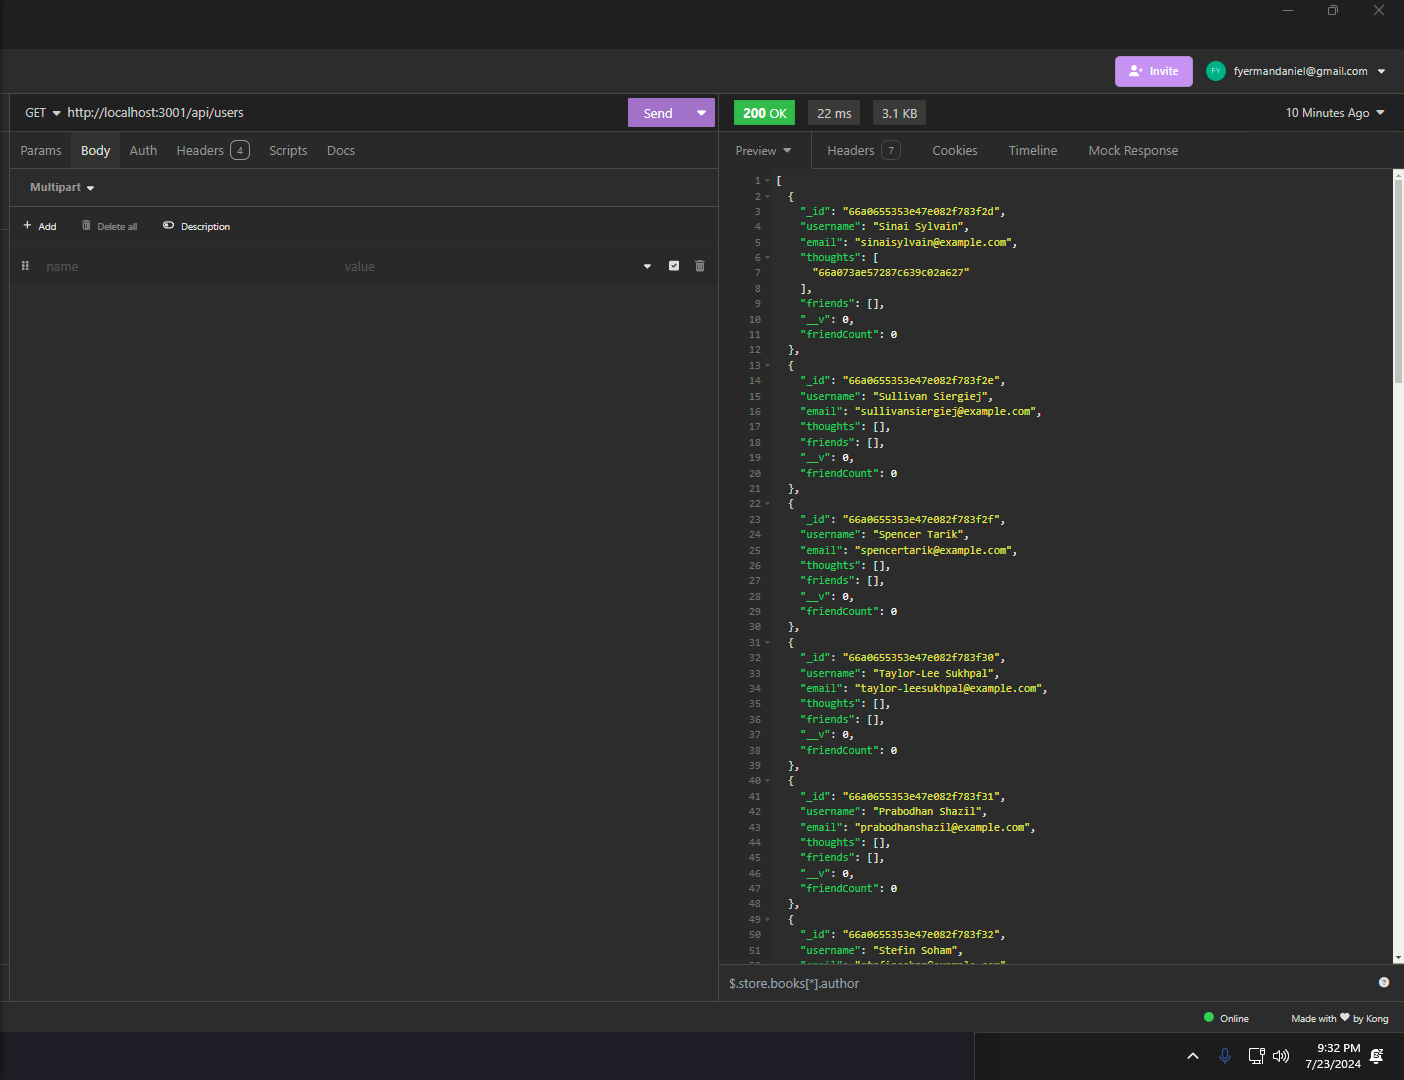 Invite
FY
fyermandaniel@gmail.com
GET http://localhost:3001/api/users
Send
200 OK
22 ms
3.1 KB
10 Minutes Ago
Params
Body
Auth
Headers 4
Scripts
Docs
Preview
Headers 7
Cookies
Timeline
Mock Response
Multipart
+ Add
Delete all
Description
name
value
1 [
2 {
3 "_id": "66a0655353e47e082f783f2d",
4 "username": "Sinai Sylvain",
5 "email": "sinaisylvain@example.com",
6 "thoughts": [
7 "66a073ae57287c639c02a627"
8 ],
9 "friends": [],
10 "__v": 0,
11 "friendCount": 0
12 },
13 {
14 "_id": "66a0655353e47e082f783f2e",
15 "username": "Sullivan Siergiej",
16 "email": "sullivansiergiej@example.com",
17 "thoughts": [],
18 "friends": [],
19 "__v": 0,
20 "friendCount": 0
21 },
22 {
23 "_id": "66a0655353e47e082f783f2f",
24 "username": "Spencer Tarik",
25 "email": "spencertarik@example.com",
26 "thoughts": [],
27 "friends": [],
28 "__v": 0,
29 "friendCount": 0
30 },
31 {
32 "_id": "66a0655353e47e082f783f30",
33 "username": "Taylor-Lee Sukhpal",
34 "email": "taylor-leesukhpal@example.com",
35 "thoughts": [],
36 "friends": [],
37 "__v": 0,
38 "friendCount": 0
39 },
40 {
41 "_id": "66a0655353e47e082f783f31",
42 "username": "Prabodhan Shazil",
43 "email": "prabodhanshazil@example.com",
44 "thoughts": [],
45 "friends": [],
46 "__v": 0,
47 "friendCount": 0
48 },
49 {
50 "_id": "66a0655353e47e082f783f32",
51 "username": "Stefin Soham",
$.store.books[*].author
Online
Made with ❤ by Kong
9:32 PM
7/23/2024